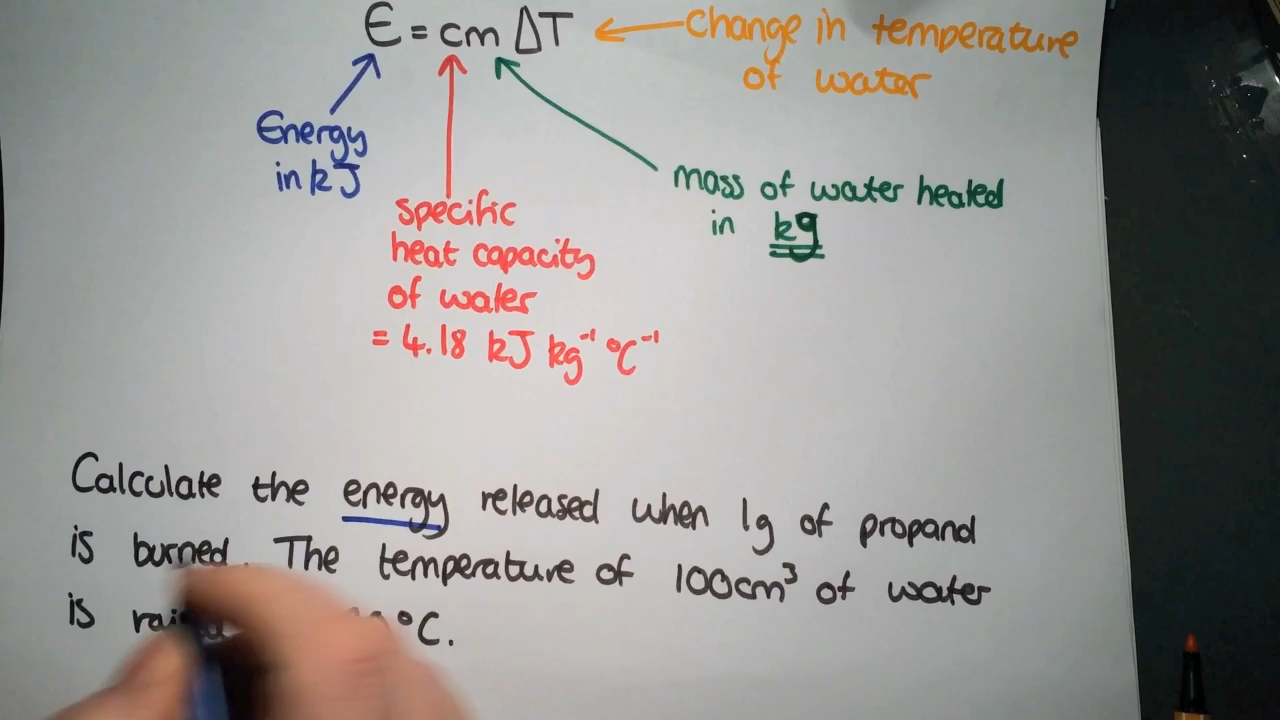 E = cm ΔT
Change in temperature
of water
Energy
in kJ
mass of water heated
in kg
specific
heat capacity
of water
= 4.18 kJ kg⁻¹ °C⁻¹
Calculate the energy released when 1g of propand
is burned. The temperature of 100cm³ of water
is °C.